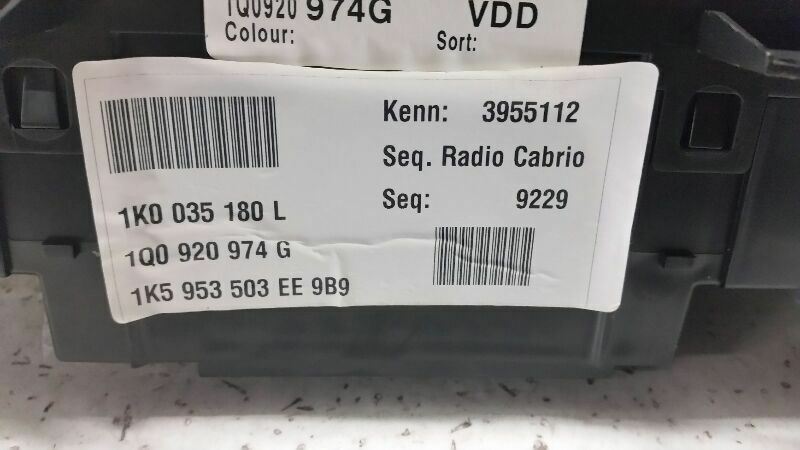 1Q0920 974G VDD
Colour: Sort:
Kenn: 3955112
Seq. Radio Cabrio
Seq: 9229
1K0 035 180 L
1Q0 920 974 G
1K5 953 503 EE 9B9